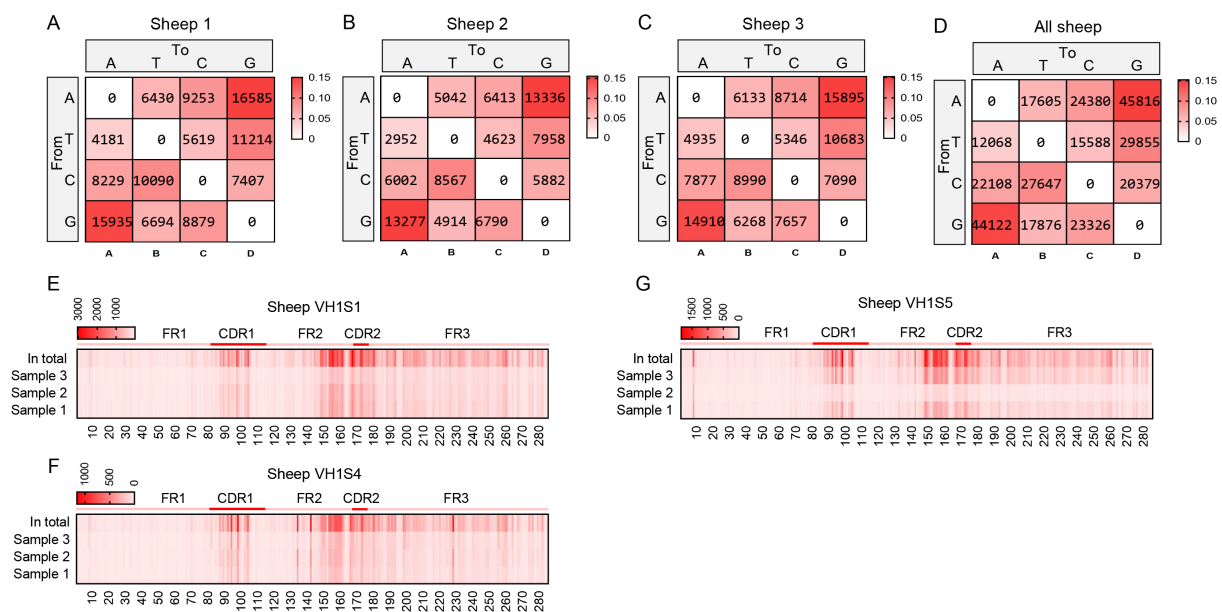 A
Sheep 1
To
A T C G
0.15
0.10
0.05
0
From
A 0 6430 9253 16585
T 4181 0 5619 11214
C 8229 10090 0 7407
G 15935 6694 8879 0
A B C D
B
Sheep 2
To
A T C G
0.15
0.10
0.05
0
From
A 0 5042 6413 13336
T 2952 0 4623 7958
C 6002 8567 0 5882
G 13277 4914 6790 0
A B C D
C
Sheep 3
To
A T C G
0.15
0.10
0.05
0
From
A 0 6133 8714 15895
T 4935 0 5346 10683
C 7877 8990 0 7090
G 14910 6268 7657 0
A B C D
D
All sheep
To
A T C G
0.15
0.10
0.05
0
From
A 0 17605 24380 45816
T 12068 0 15588 29855
C 22108 27647 0 20379
G 44122 17876 23326 0
A B C D
E
Sheep VH1S1
3000 2000 1000
FR1 CDR1 FR2 CDR2 FR3
In total
Sample 3
Sample 2
Sample 1
10 20 30 40 50 60 70 80 90 100 110 120 130 140 150 160 170 180 190 200 210 220 230 240 250 260 270 280
G
Sheep VH1S5
1500 1000 500 0
FR1 CDR1 FR2 CDR2 FR3
In total
Sample 3
Sample 2
Sample 1
10 20 30 40 50 60 70 80 90 100 110 120 130 140 150 160 170 180 190 200 210 220 230 240 250 260 270 280
F
Sheep VH1S4
1000 500 0
FR1 CDR1 FR2 CDR2 FR3
In total
Sample 3
Sample 2
Sample 1
10 20 30 40 50 60 70 80 90 100 110 120 130 140 150 160 170 180 190 200 210 220 230 240 250 260 270 280